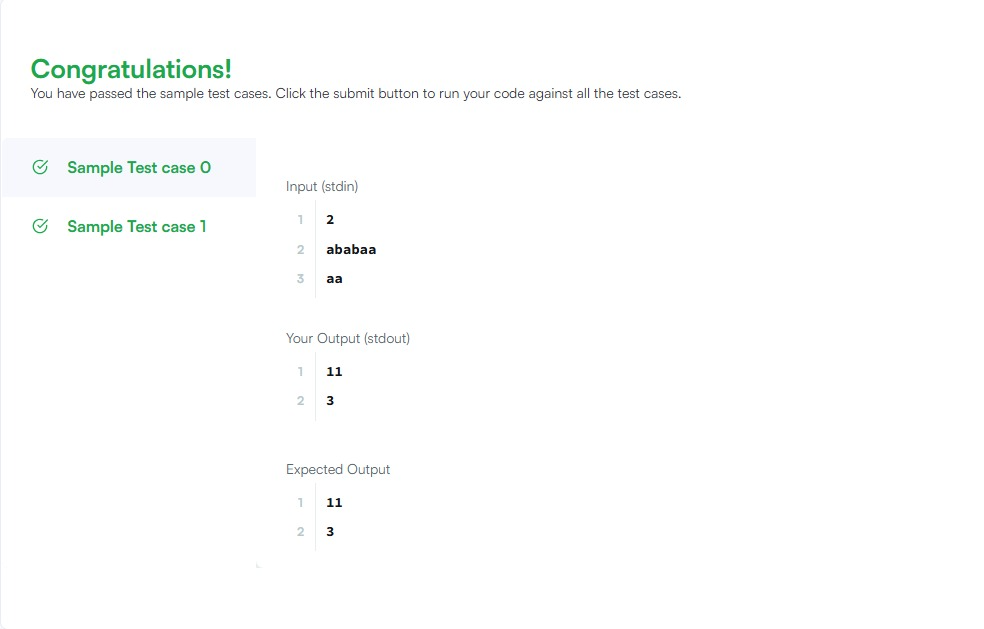 Congratulations!
You have passed the sample test cases. Click the submit button to run your code against all the test cases.
Sample Test case 0
Sample Test case 1
Input (stdin)
1 2
2 ababaa
3 aa
Your Output (stdout)
1 11
2 3
Expected Output
1 11
2 3